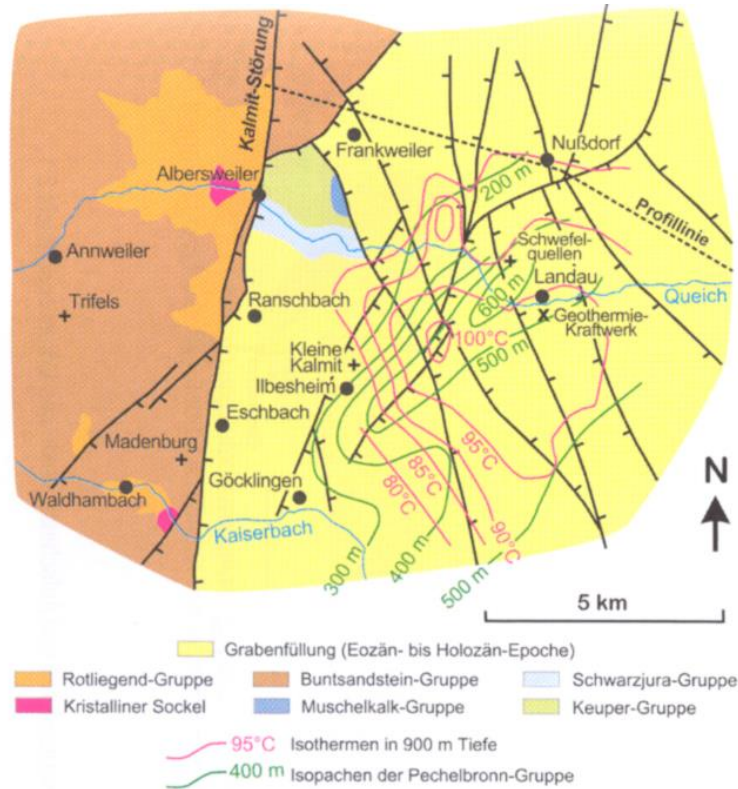 Kalmit-Störung
Frankweiler
Nußdorf
Albersweiler
200 m
Profillinie
Annweiler
Schwefel-
quellen
Trifels
600 m
Landau
Queich
Ranschbach
Geothermie-
Kraftwerk
Kleine
Kalmit
100°C
500 m
Ilbesheim
Eschbach
Madenburg
95°C
85°C
80°C
Waldhambach
Göcklingen
90°C
Kaiserbach
300 m
400 m
500 m
N
5 km
Grabenfüllung (Eozän- bis Holozän-Epoche)
Rotliegend-Gruppe
Buntsandstein-Gruppe
Schwarzjura-Gruppe
Kristalliner Sockel
Muschelkalk-Gruppe
Keuper-Gruppe
95°C Isothermen in 900 m Tiefe
400 m Isopachen der Pechelbronn-Gruppe